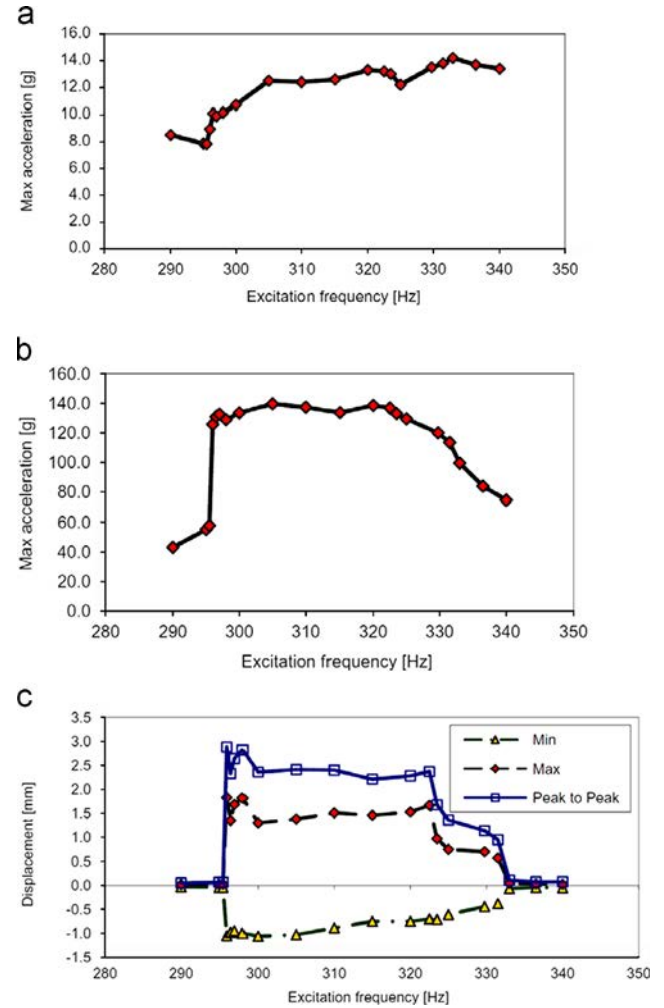 a
Max acceleration [g]
16.0
14.0
12.0
10.0
8.0
6.0
4.0
2.0
0.0
280 290 300 310 320 330 340 350
Excitation frequency [Hz]
b
Max acceleration [g]
160.0
140.0
120.0
100.0
80.0
60.0
40.0
20.0
0.0
280 290 300 310 320 330 340 350
Excitation frequency [Hz]
c
Displacement [mm]
3.5
3.0
2.5
2.0
1.5
1.0
0.5
0.0
-0.5
-1.0
-1.5
Min
Max
Peak to Peak
280 290 300 310 320 330 340 350
Excitation frequency [Hz]